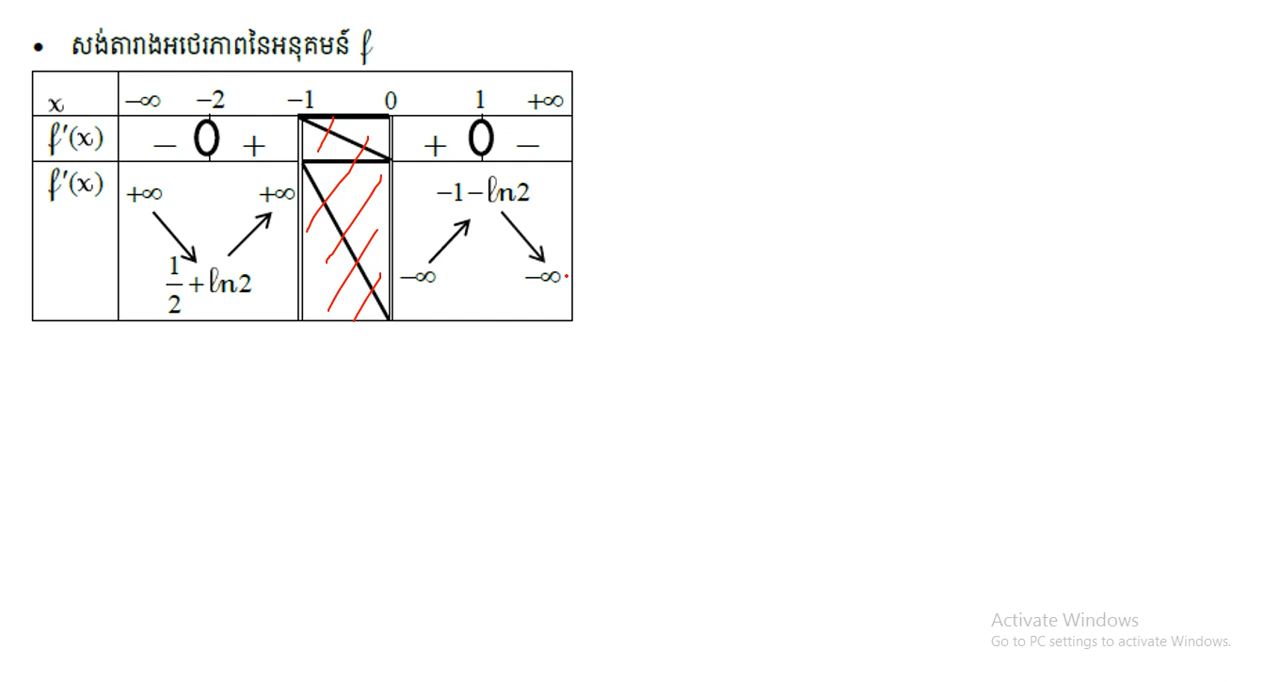 • សង់តារាងអថេរភាពនៃអនុគមន៍ f
x −∞ −2 −1 0 1 +∞
f'(x) − 0 + + 0 −
f'(x) +∞ +∞ −1−ln2
1/2 +ln2 −∞ −∞
Activate Windows
Go to PC settings to activate Windows.